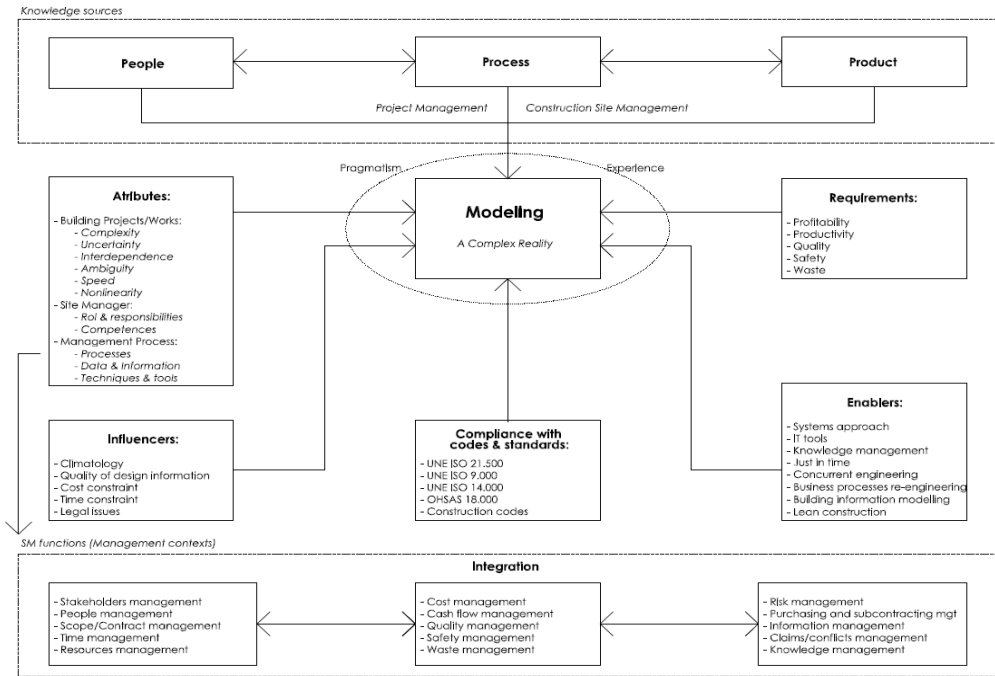 Knowledge sources
People
Process
Product
Project Management
Construction Site Management
Pragmatism
Experience
Modeling
A Complex Reality
Atributes:
- Building Projects/Works:
- Complexity
- Uncertainty
- Interdependence
- Ambiguity
- Speed
- Nonlinearity
- Site Manager:
- Rol & responsibilities
- Competences
- Management Process:
- Processes
- Data & Information
- Techniques & tools
Requirements:
- Profitability
- Productivity
- Quality
- Safety
- Waste
Influencers:
- Climatology
- Quality of design information
- Cost constraint
- Time constraint
- Legal issues
Compliance with
codes & standards:
- UNE ISO 21.500
- UNE ISO 9.000
- UNE ISO 14.000
- OHSAS 18.000
- Construction codes
Enablers:
- Systems approach
- IT tools
- Knowledge management
- Just in time
- Concurrent engineering
- Business processes re-engineering
- Building information modelling
- Lean construction
SM functions (Management contexts)
Integration
- Stakeholders management
- People management
- Scope/Contract management
- Time management
- Resources management
- Cost management
- Cash flow management
- Quality management
- Safety management
- Waste management
- Risk management
- Purchasing and subcontracting mgt
- Information management
- Claims/conflicts management
- Knowledge management